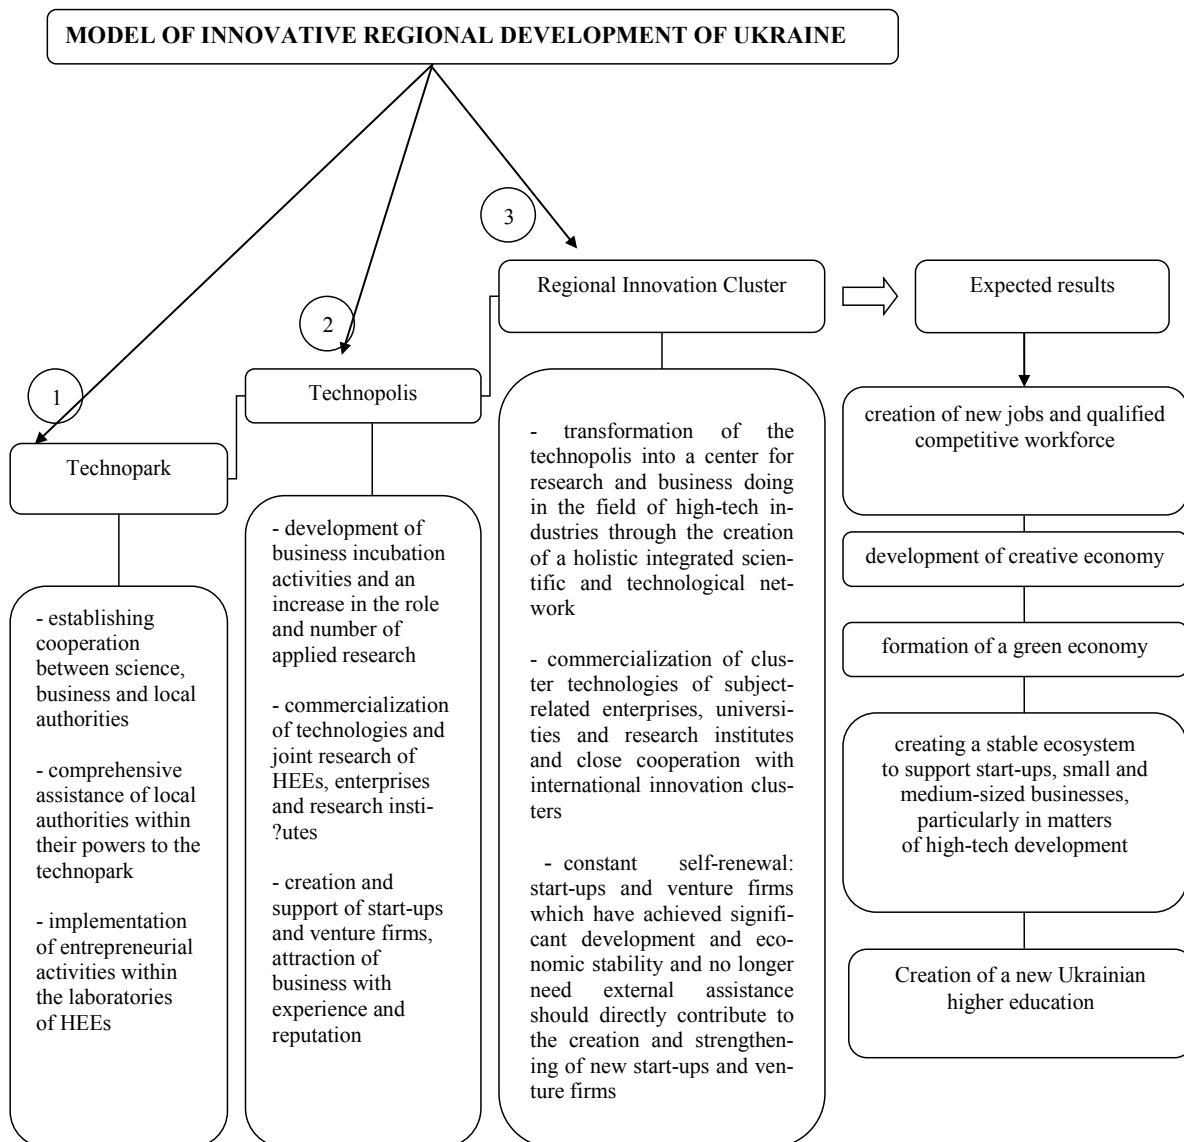 MODEL OF INNOVATIVE REGIONAL DEVELOPMENT OF UKRAINE
1
Technopark
- establishing
cooperation
between science,
business and local
authorities
- comprehensive
assistance of local
authorities within
their powers to the
technopark
- implementation
of entrepreneurial
activities within
the laboratories
of HEEs
2
Technopolis
- development of
business incubation
activities and an
increase in the role
and number of
applied research
- commercialization
of technologies and
joint research of
HEEs, enterprises
and research insti-
?utes
- creation and
support of start-ups
and venture firms,
attraction of
business with
experience and
reputation
3
Regional Innovation Cluster
- transformation of the
technopolis into a center for
research and business doing
in the field of high-tech in-
dustries through the creation
of a holistic integrated scien-
tific and technological net-
work
- commercialization of clus-
ter technologies of subject-
related enterprises, universi-
ties and research institutes
and close cooperation with
international innovation clus-
ters
- constant self-renewal:
start-ups and venture firms
which have achieved signifi-
cant development and eco-
nomic stability and no longer
need external assistance
should directly contribute to
the creation and strengthen-
ing of new start-ups and ven-
ture firms
Expected results
creation of new jobs and qualified
competitive workforce
development of creative economy
formation of a green economy
creating a stable ecosystem
to support start-ups, small and
medium-sized businesses,
particularly in matters
of high-tech development
Creation of a new Ukrainian
higher education